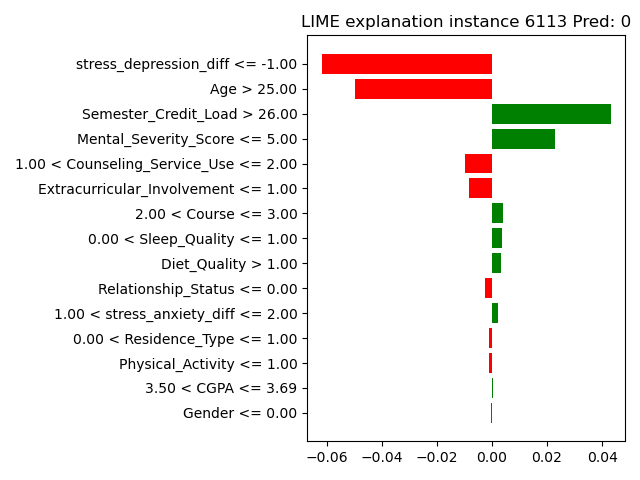 LIME explanation instance 6113 Pred: 0
stress_depression_diff <= -1.00
Age > 25.00
Semester_Credit_Load > 26.00
Mental_Severity_Score <= 5.00
1.00 < Counseling_Service_Use <= 2.00
Extracurricular_Involvement <= 1.00
2.00 < Course <= 3.00
0.00 < Sleep_Quality <= 1.00
Diet_Quality > 1.00
Relationship_Status <= 0.00
1.00 < stress_anxiety_diff <= 2.00
0.00 < Residence_Type <= 1.00
Physical_Activity <= 1.00
3.50 < CGPA <= 3.69
Gender <= 0.00
−0.06 −0.04 −0.02 0.00 0.02 0.04